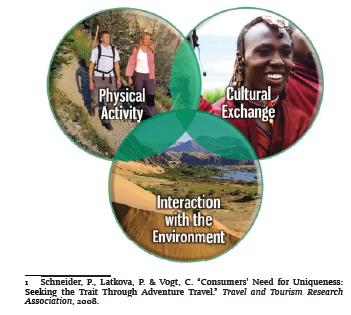 Physical
Activity
Cultural
Exchange
Interaction
with the
Environment
1 Schneider, P., Latkova, P. & Vogt, C. “Consumers’ Need for Uniqueness:
Seeking the Trait Through Adventure Travel.” Travel and Tourism Research
Association, 2008.